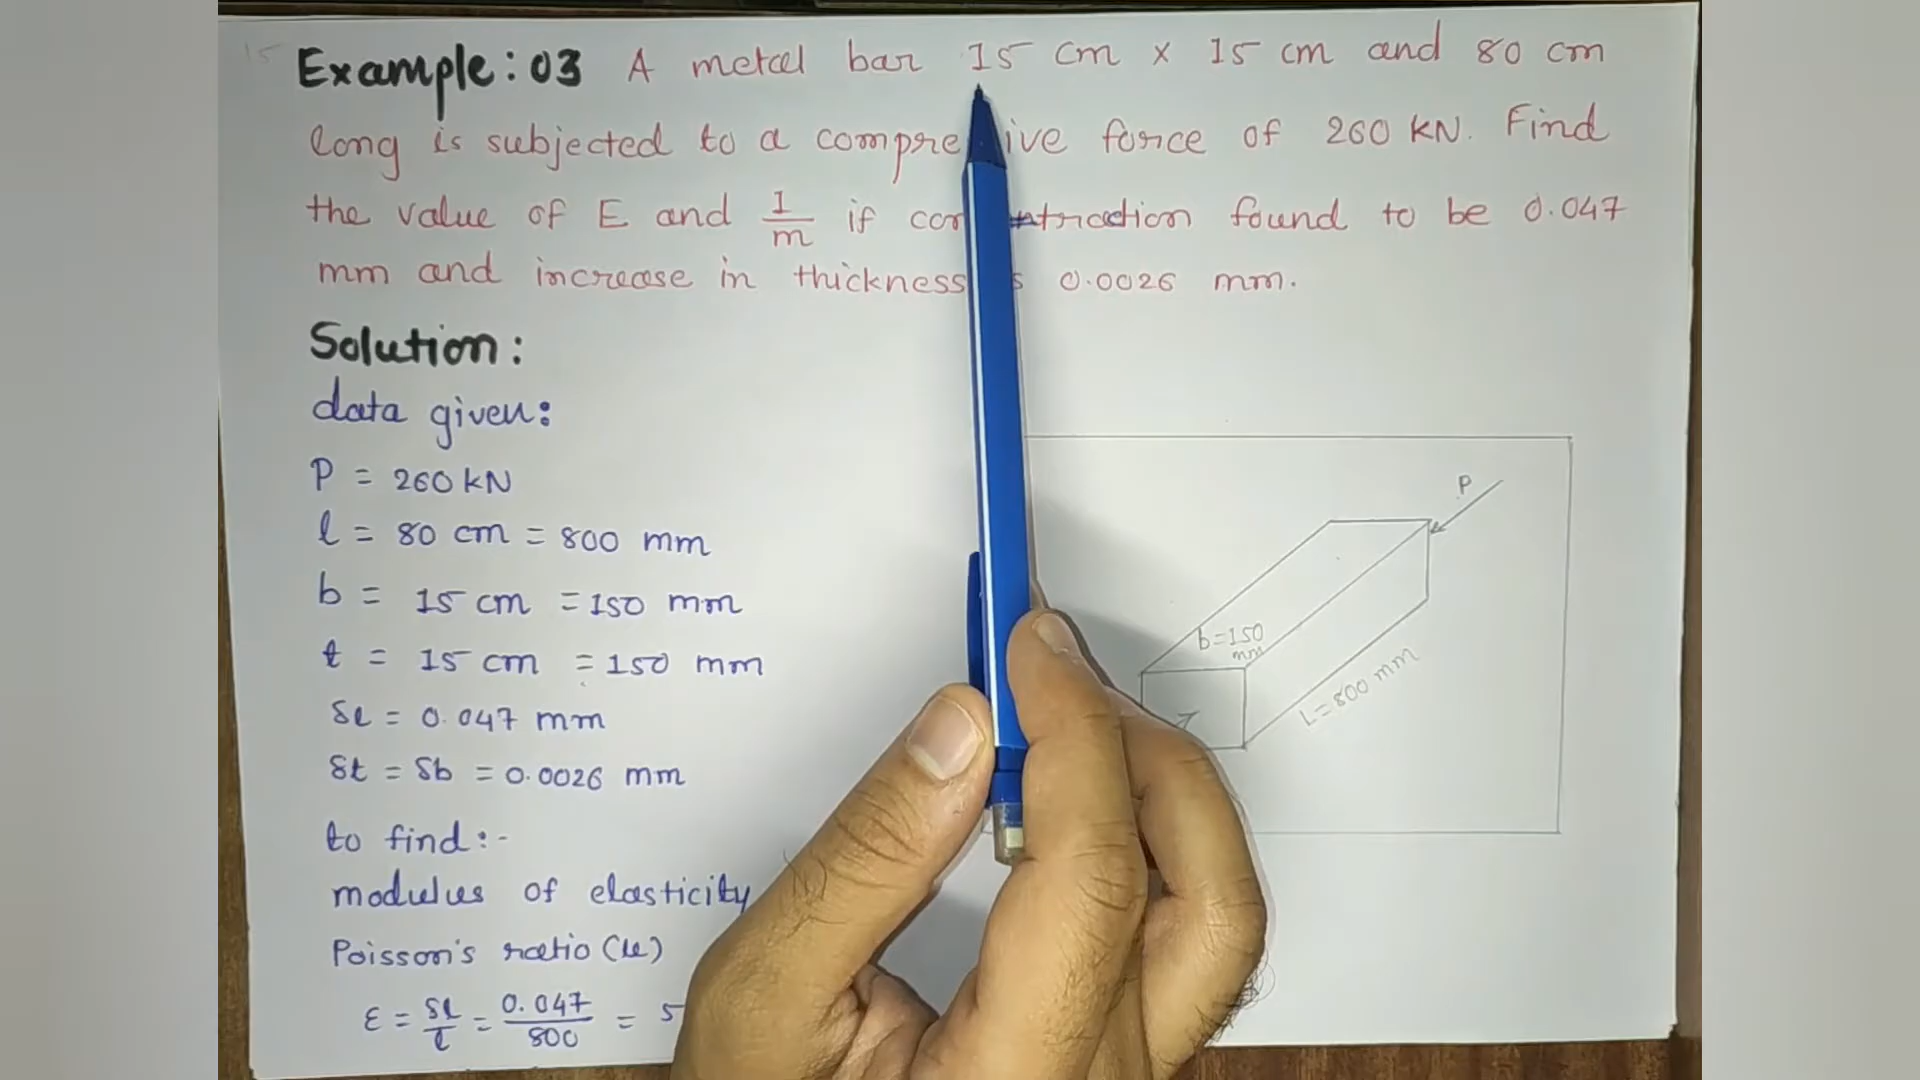 Example: 03 A metal bar 15 cm x 15 cm and 80 cm
long is subjected to a compre ive force of 260 KN. Find
the value of E and 1/m if con ntraction found to be 0.047
mm and increase in thickness s 0.0026 mm.
Solution:
data given:
P = 260 kN
l = 80 cm = 800 mm
b = 15 cm = 150 mm
t = 15 cm = 150 mm
δl = 0.047 mm
δt = δb = 0.0026 mm
to find:-
modulus of elasticity
Poisson's ratio (μ)
ε = δl/l = 0.047/800 = 5
P
b=150
mm
L=800 mm